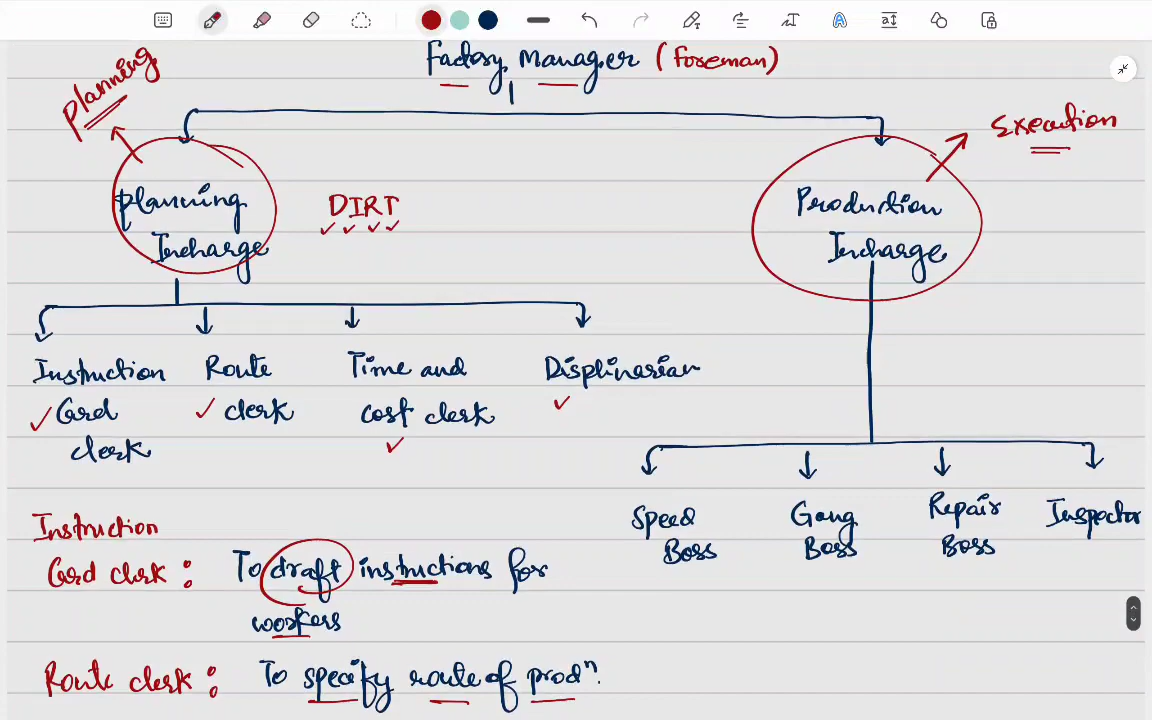 Factory Manager (foreman)
planning
Execution
planning
Incharge
DIRT
Production
Incharge
Instruction
Card
clerk
Route
clerk
Time and
cost clerk
Displinarian
Speed
Boss
Gang
Boss
Repair
Boss
Inspector
Instruction
Card clerk : To draft instructions for
workers
Route clerk : To specify route of prodⁿ.